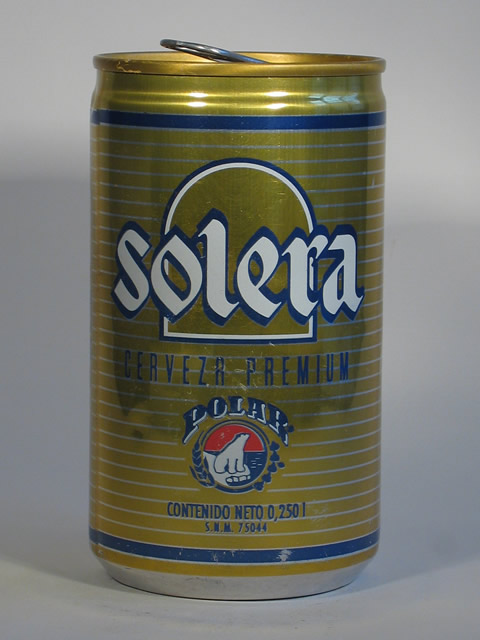 Solera
CERVEZA PREMIUM
POLAR
CONTENIDO NETO 0,250 l
S.N.M. 75044